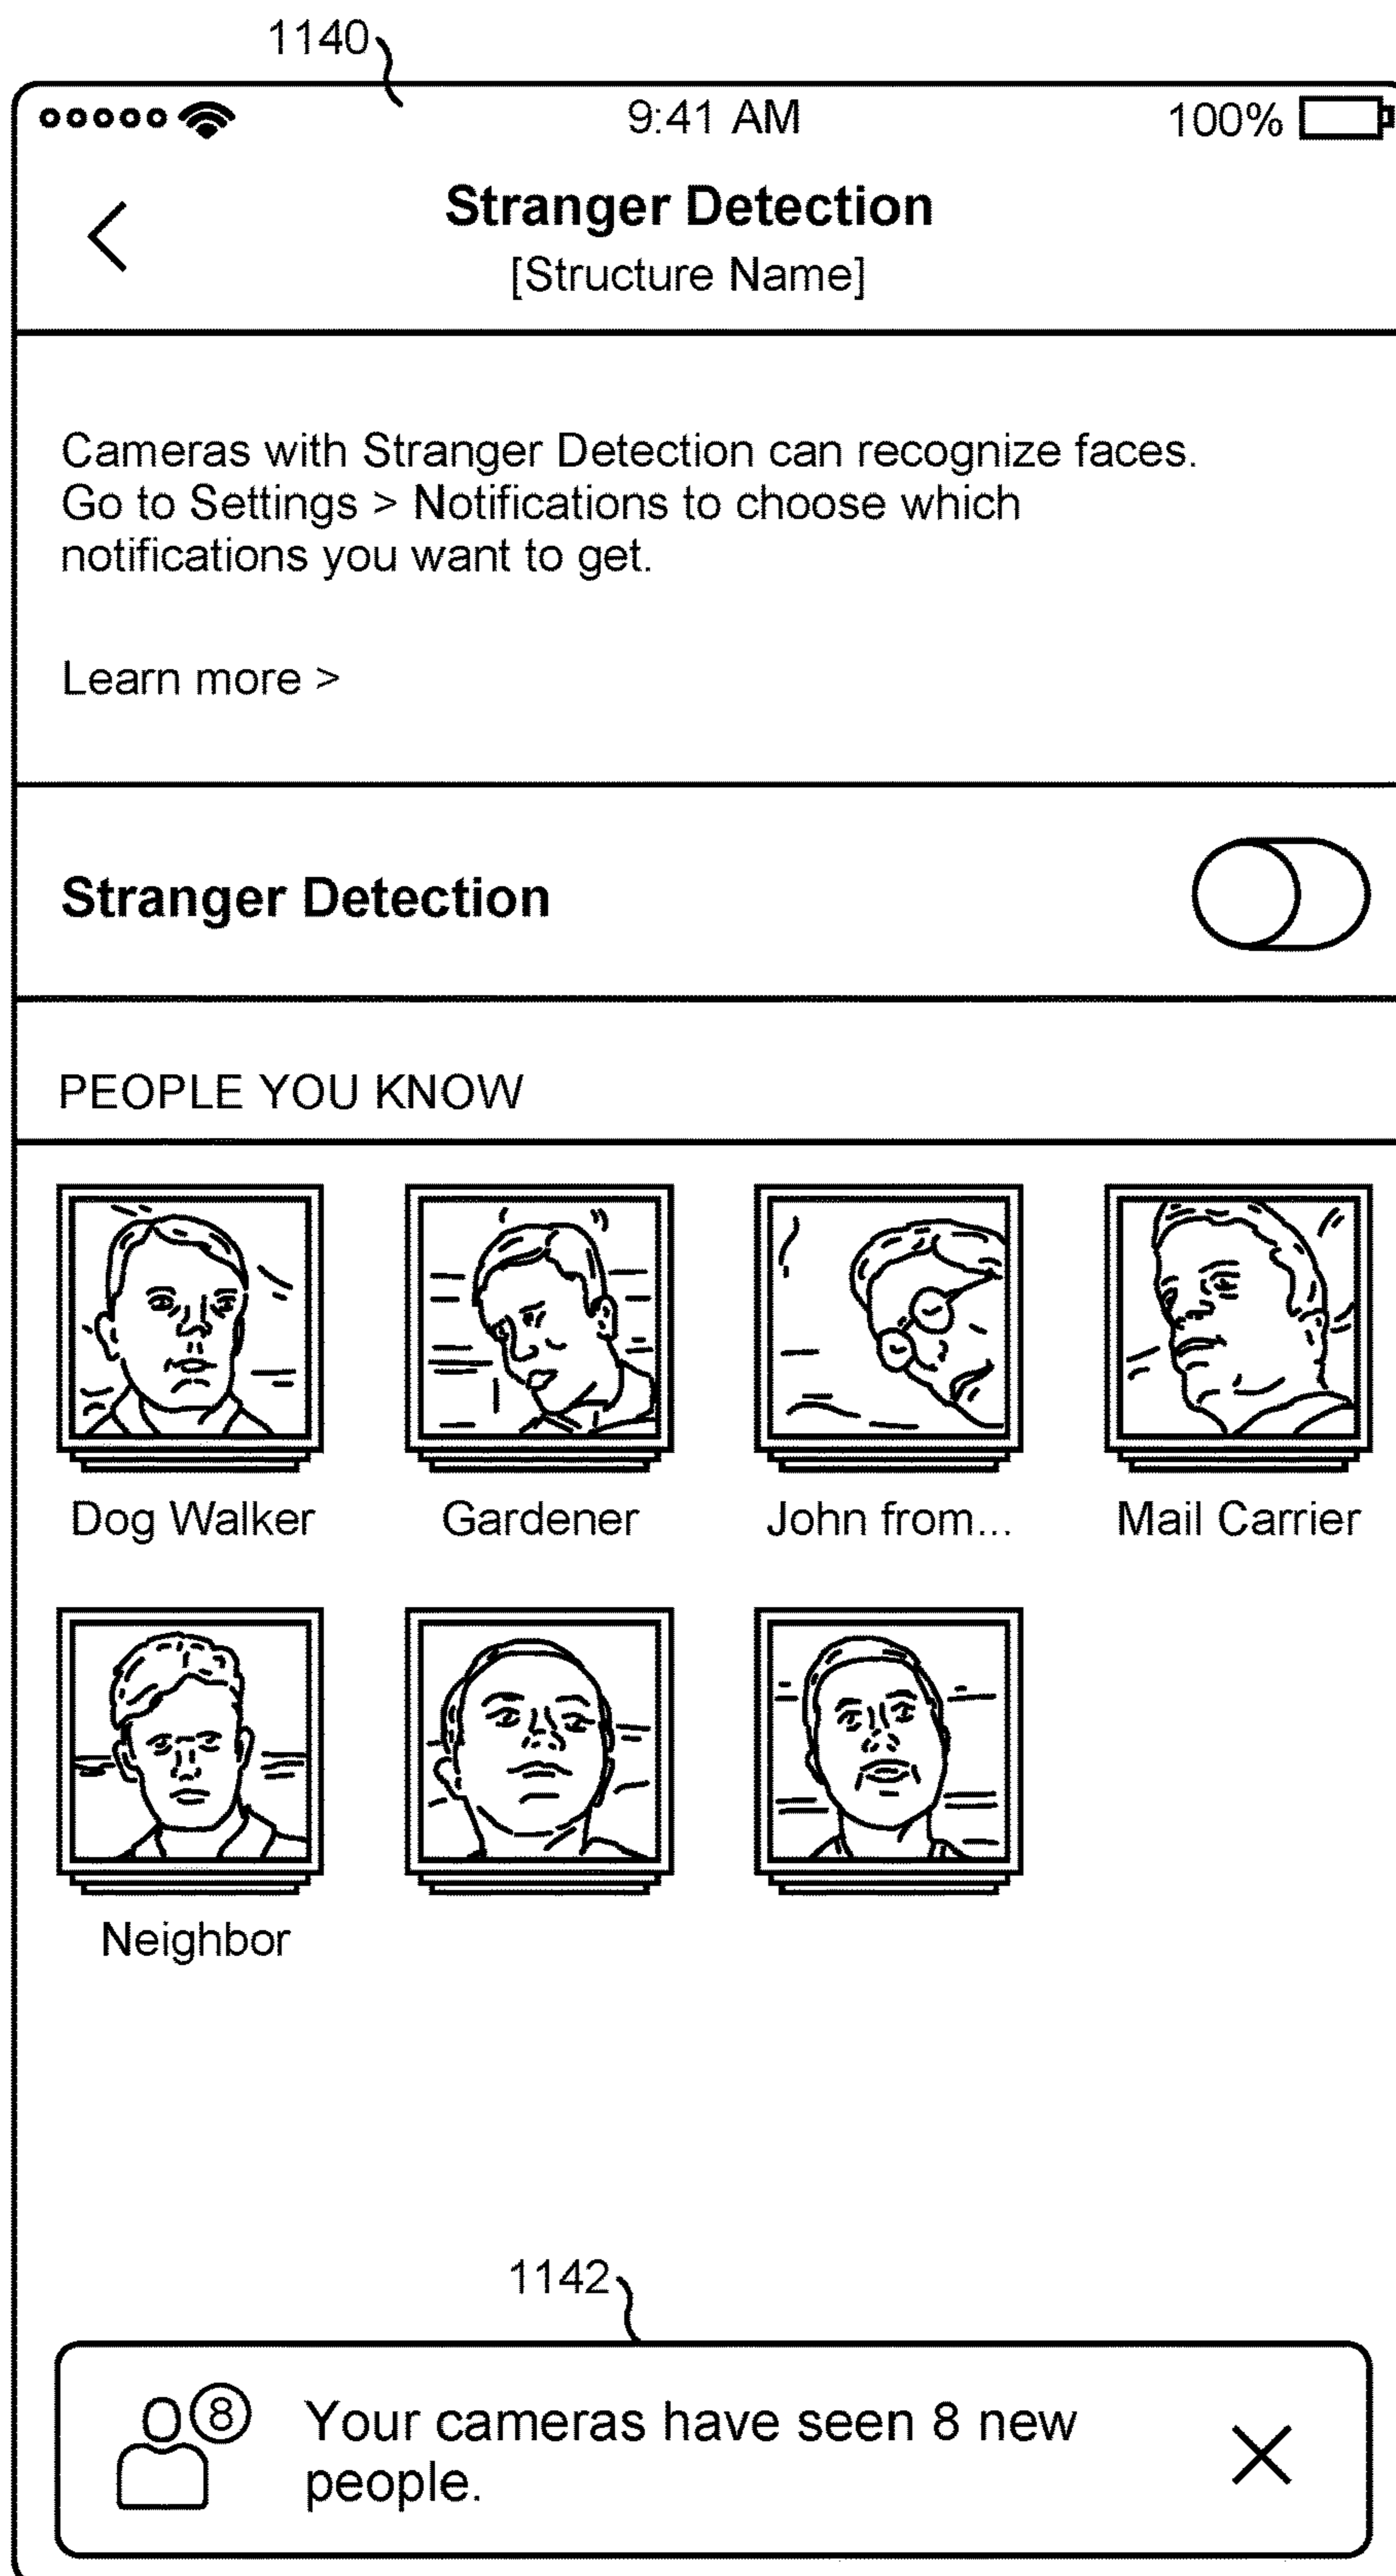 1140
9:41 AM
100%
Stranger Detection
[Structure Name]
Cameras with Stranger Detection can recognize faces.
Go to Settings > Notifications to choose which
notifications you want to get.
Learn more >
Stranger Detection
PEOPLE YOU KNOW
Dog Walker
Gardener
John from...
Mail Carrier
Neighbor
1142
8
Your cameras have seen 8 new
people.